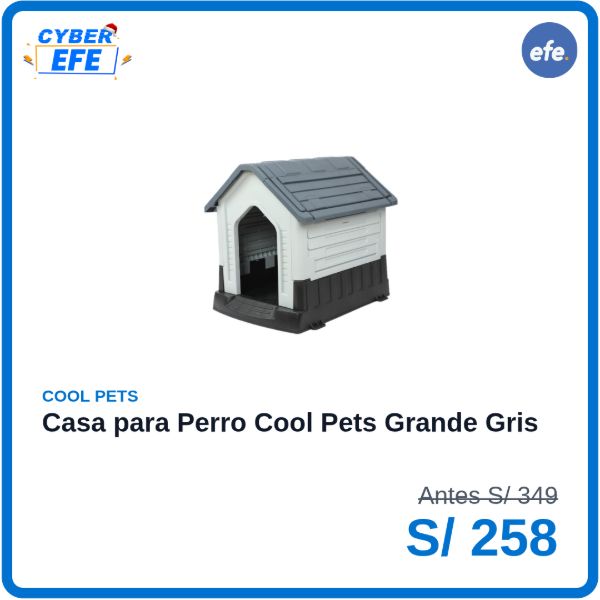 CYBER
EFE
efe.
COOL PETS
Casa para Perro Cool Pets Grande Gris
Antes S/ 349
S/ 258